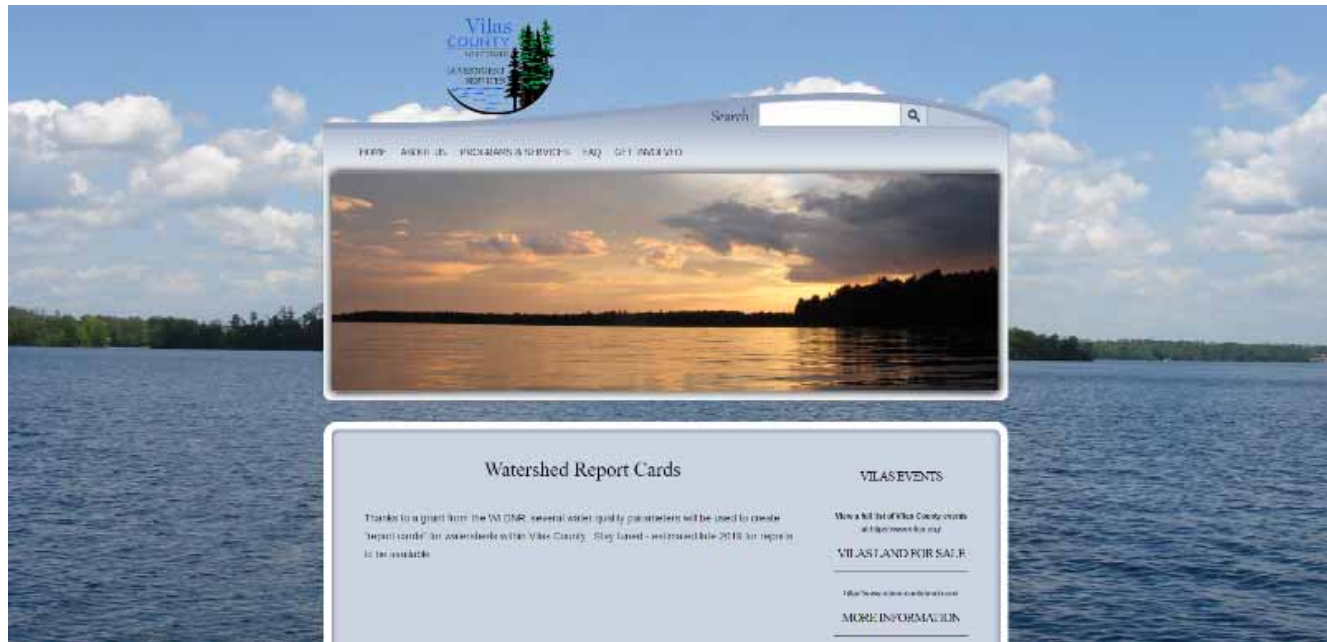 Vilas
COUNTY
GOVERNMENT
SERVICES
Search
HOME ABOUT US PROGRAMS & SERVICES FAQ GET INVOLVED
Watershed Report Cards
Thanks to a grant from the WI DNR, several water quality parameters will be used to create
"report cards" for watersheds within Vilas County. Stay tuned - estimated late 2019 for reports
to be available.
VILAS EVENTS
View a full list of Vilas County events
VILAS LAND FOR SALE
MORE INFORMATION